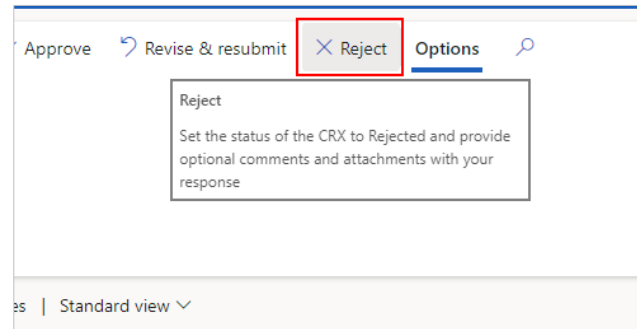 Approve Revise & resubmit Reject Options
Reject
Set the status of the CRX to Rejected and provide
optional comments and attachments with your
response
| Standard view